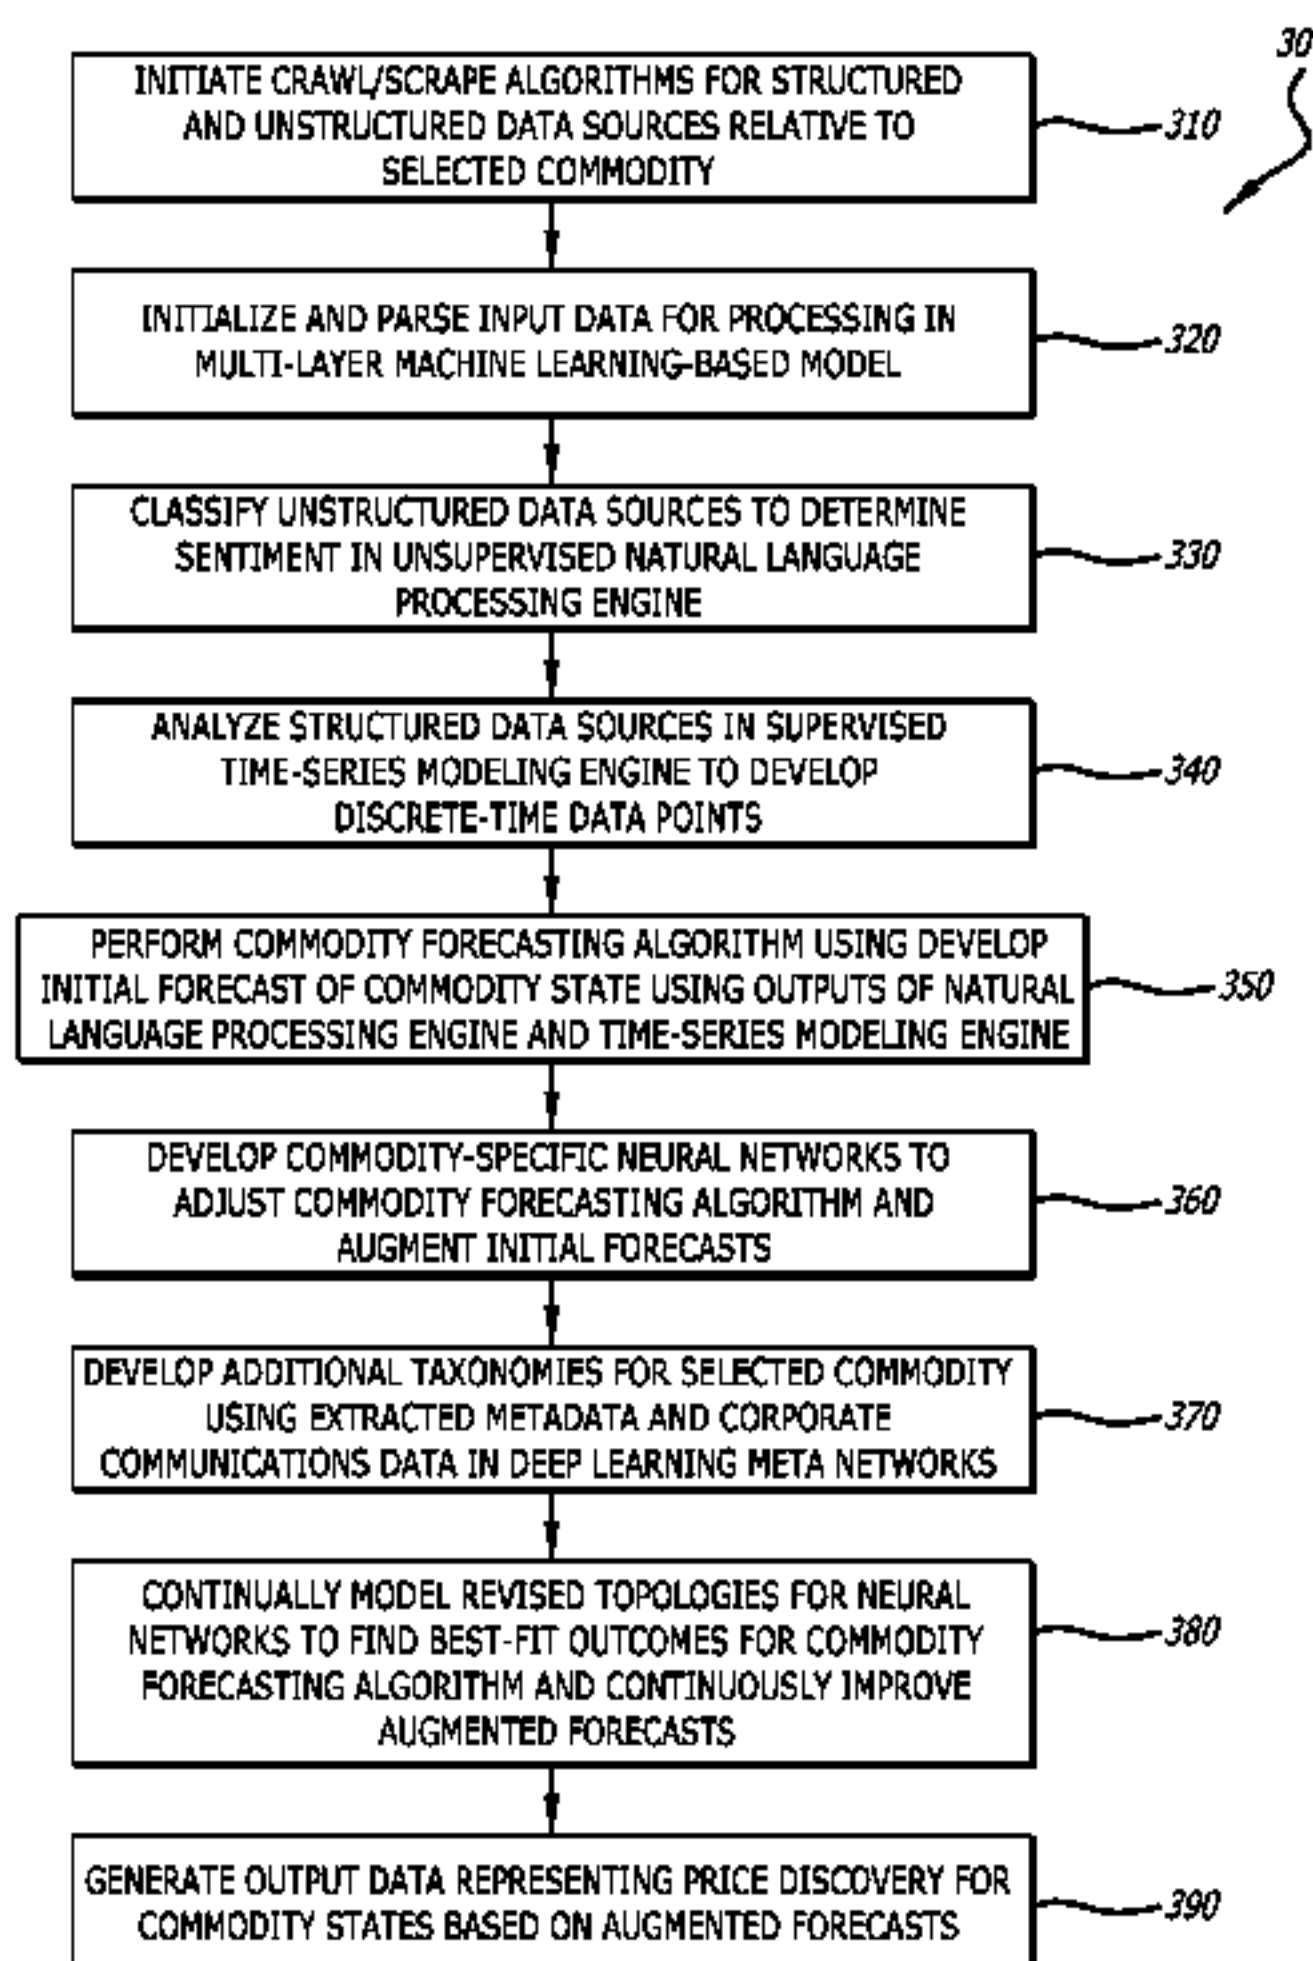 30
INITIATE CRAWL/SCRAPE ALGORITHMS FOR STRUCTURED
AND UNSTRUCTURED DATA SOURCES RELATIVE TO
SELECTED COMMODITY
310
INITIALIZE AND PARSE INPUT DATA FOR PROCESSING IN
MULTI-LAYER MACHINE LEARNING-BASED MODEL
320
CLASSIFY UNSTRUCTURED DATA SOURCES TO DETERMINE
SENTIMENT IN UNSUPERVISED NATURAL LANGUAGE
PROCESSING ENGINE
330
ANALYZE STRUCTURED DATA SOURCES IN SUPERVISED
TIME-SERIES MODELING ENGINE TO DEVELOP
DISCRETE-TIME DATA POINTS
340
PERFORM COMMODITY FORECASTING ALGORITHM USING DEVELOP
INITIAL FORECAST OF COMMODITY STATE USING OUTPUTS OF NATURAL
LANGUAGE PROCESSING ENGINE AND TIME-SERIES MODELING ENGINE
350
DEVELOP COMMODITY-SPECIFIC NEURAL NETWORKS TO
ADJUST COMMODITY FORECASTING ALGORITHM AND
AUGMENT INITIAL FORECASTS
360
DEVELOP ADDITIONAL TAXONOMIES FOR SELECTED COMMODITY
USING EXTRACTED METADATA AND CORPORATE
COMMUNICATIONS DATA IN DEEP LEARNING META NETWORKS
370
CONTINUALLY MODEL REVISED TOPOLOGIES FOR NEURAL
NETWORKS TO FIND BEST-FIT OUTCOMES FOR COMMODITY
FORECASTING ALGORITHM AND CONTINUOUSLY IMPROVE
AUGMENTED FORECASTS
380
GENERATE OUTPUT DATA REPRESENTING PRICE DISCOVERY FOR
COMMODITY STATES BASED ON AUGMENTED FORECASTS
390